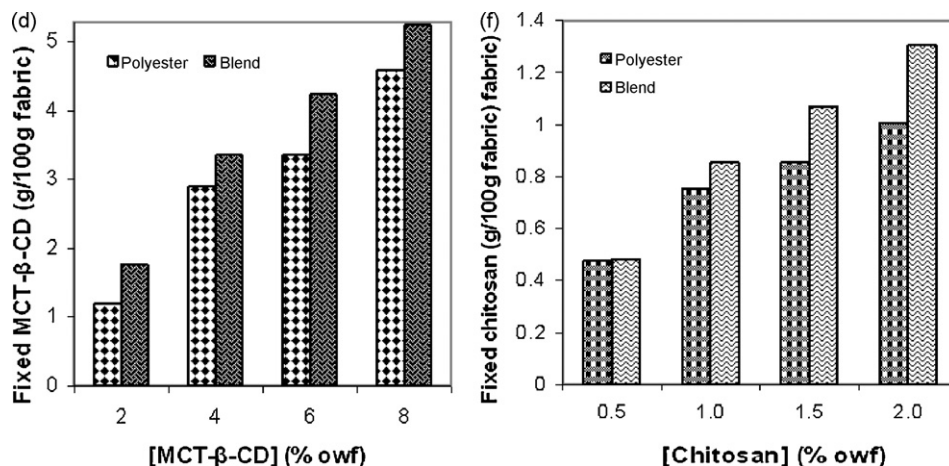 (d)
Fixed MCT-β-CD (g/100g fabric)
5
4
3
2
1
0
Polyester
Blend
2 4 6 8
[MCT-β-CD] (% owf)
(f)
Fixed chitosan (g/100g fabric) fabric)
1.4
1.2
1
0.8
0.6
0.4
0.2
0
Polyester
Blend
0.5 1.0 1.5 2.0
[Chitosan] (% owf)